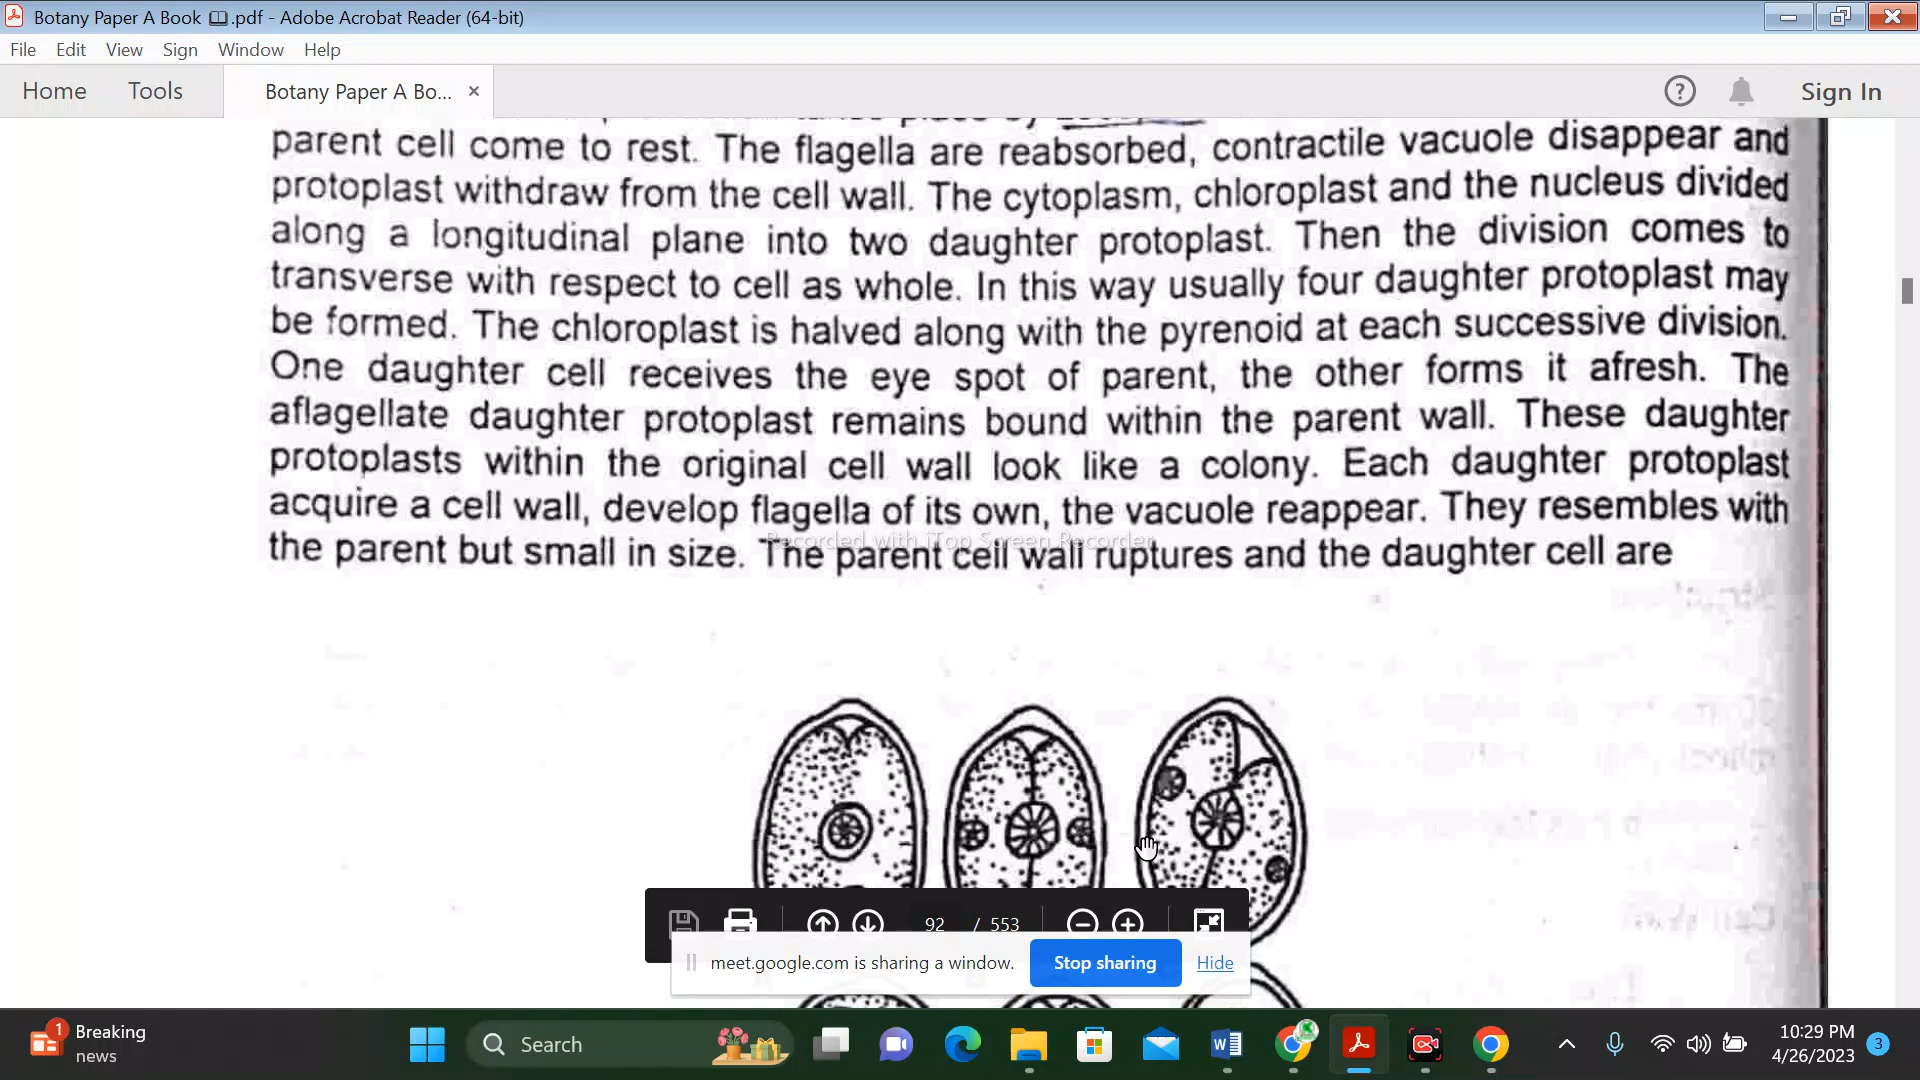 Botany Paper A Book 📖.pdf - Adobe Acrobat Reader (64-bit)
File Edit View Sign Window Help
Home Tools Botany Paper A Bo... × Sign In
parent cell come to rest. The flagella are reabsorbed, contractile vacuole disappear and
protoplast withdraw from the cell wall. The cytoplasm, chloroplast and the nucleus divided
along a longitudinal plane into two daughter protoplast. Then the division comes to
transverse with respect to cell as whole. In this way usually four daughter protoplast may
be formed. The chloroplast is halved along with the pyrenoid at each successive division.
One daughter cell receives the eye spot of parent, the other forms it afresh. The
aflagellate daughter protoplast remains bound within the parent wall. These daughter
protoplasts within the original cell wall look like a colony. Each daughter protoplast
acquire a cell wall, develop flagella of its own, the vacuole reappear. They resembles with
Recorded with iTop Screen Recorder
the parent but small in size. The parent cell wall ruptures and the daughter cell are
92 / 553
meet.google.com is sharing a window. Stop sharing Hide
1 Breaking
news
Search
10:29 PM
4/26/2023 3